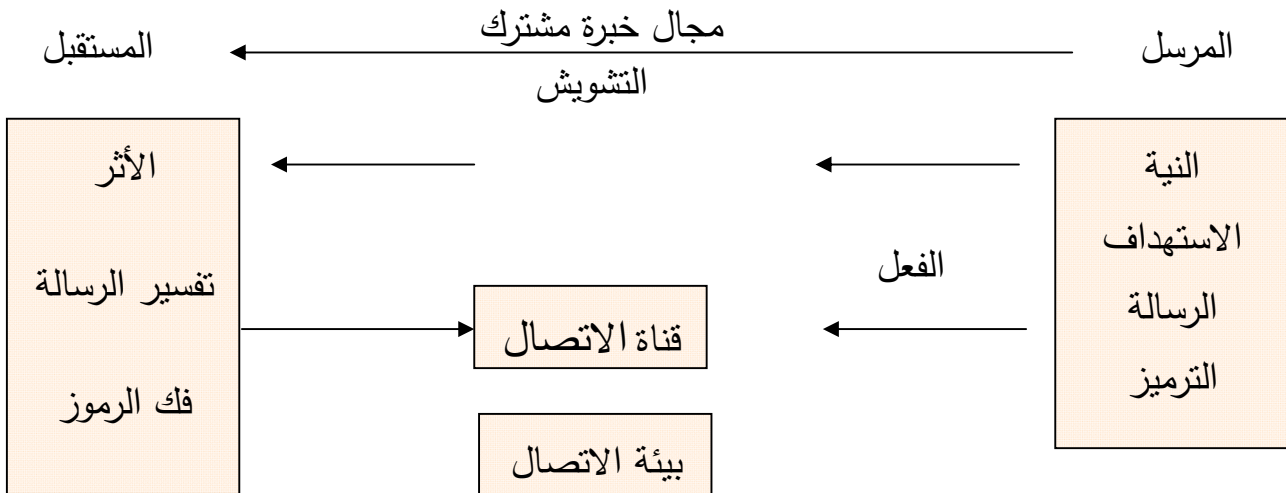 المرسل
مجال خبرة مشترك
المستقبل
التشويش
النية
الاستهداف
الرسالة
الترميز
الفعل
قناة الاتصال
بيئة الاتصال
الأثر
تفسير الرسالة
فك الرموز